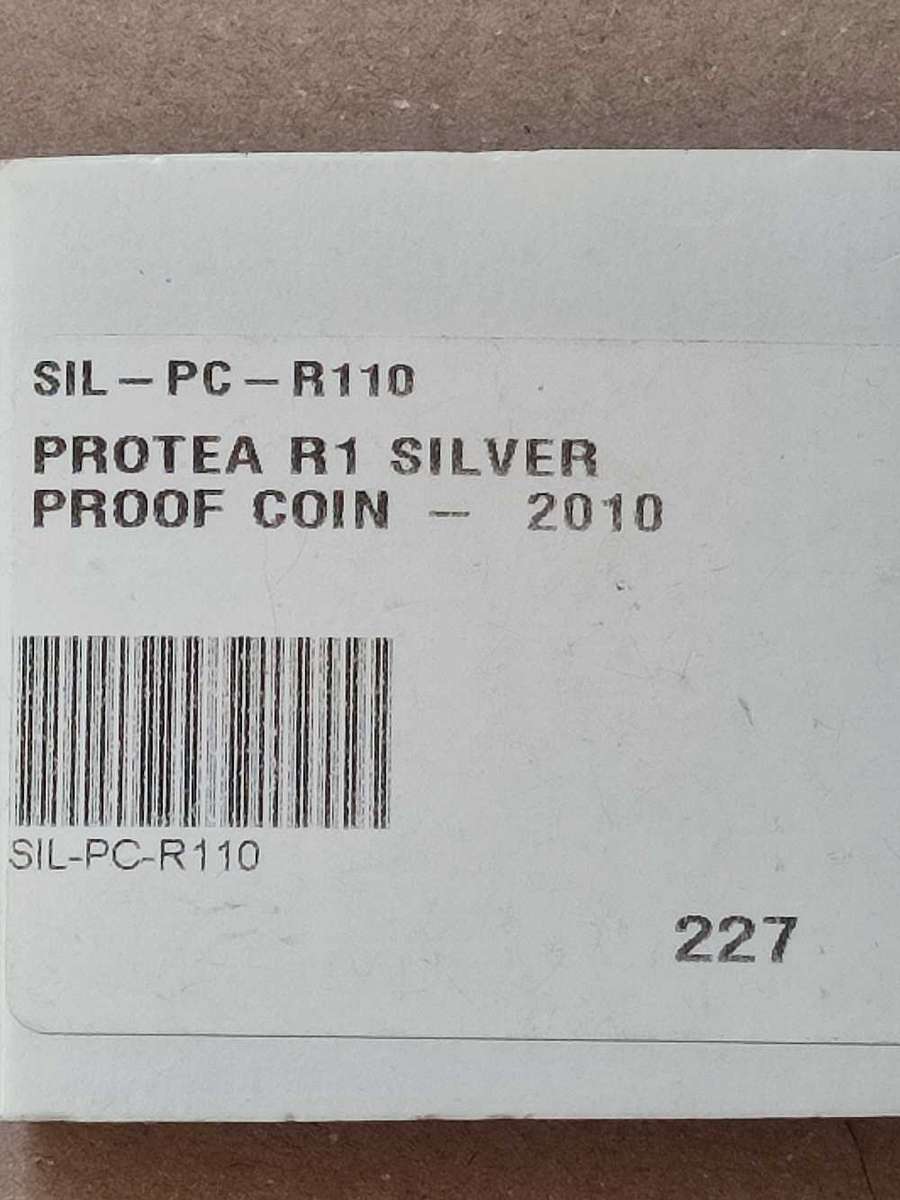 SIL – PC – R110
PROTEA R1 SILVER
PROOF COIN – 2010
SIL-PC-R110
227